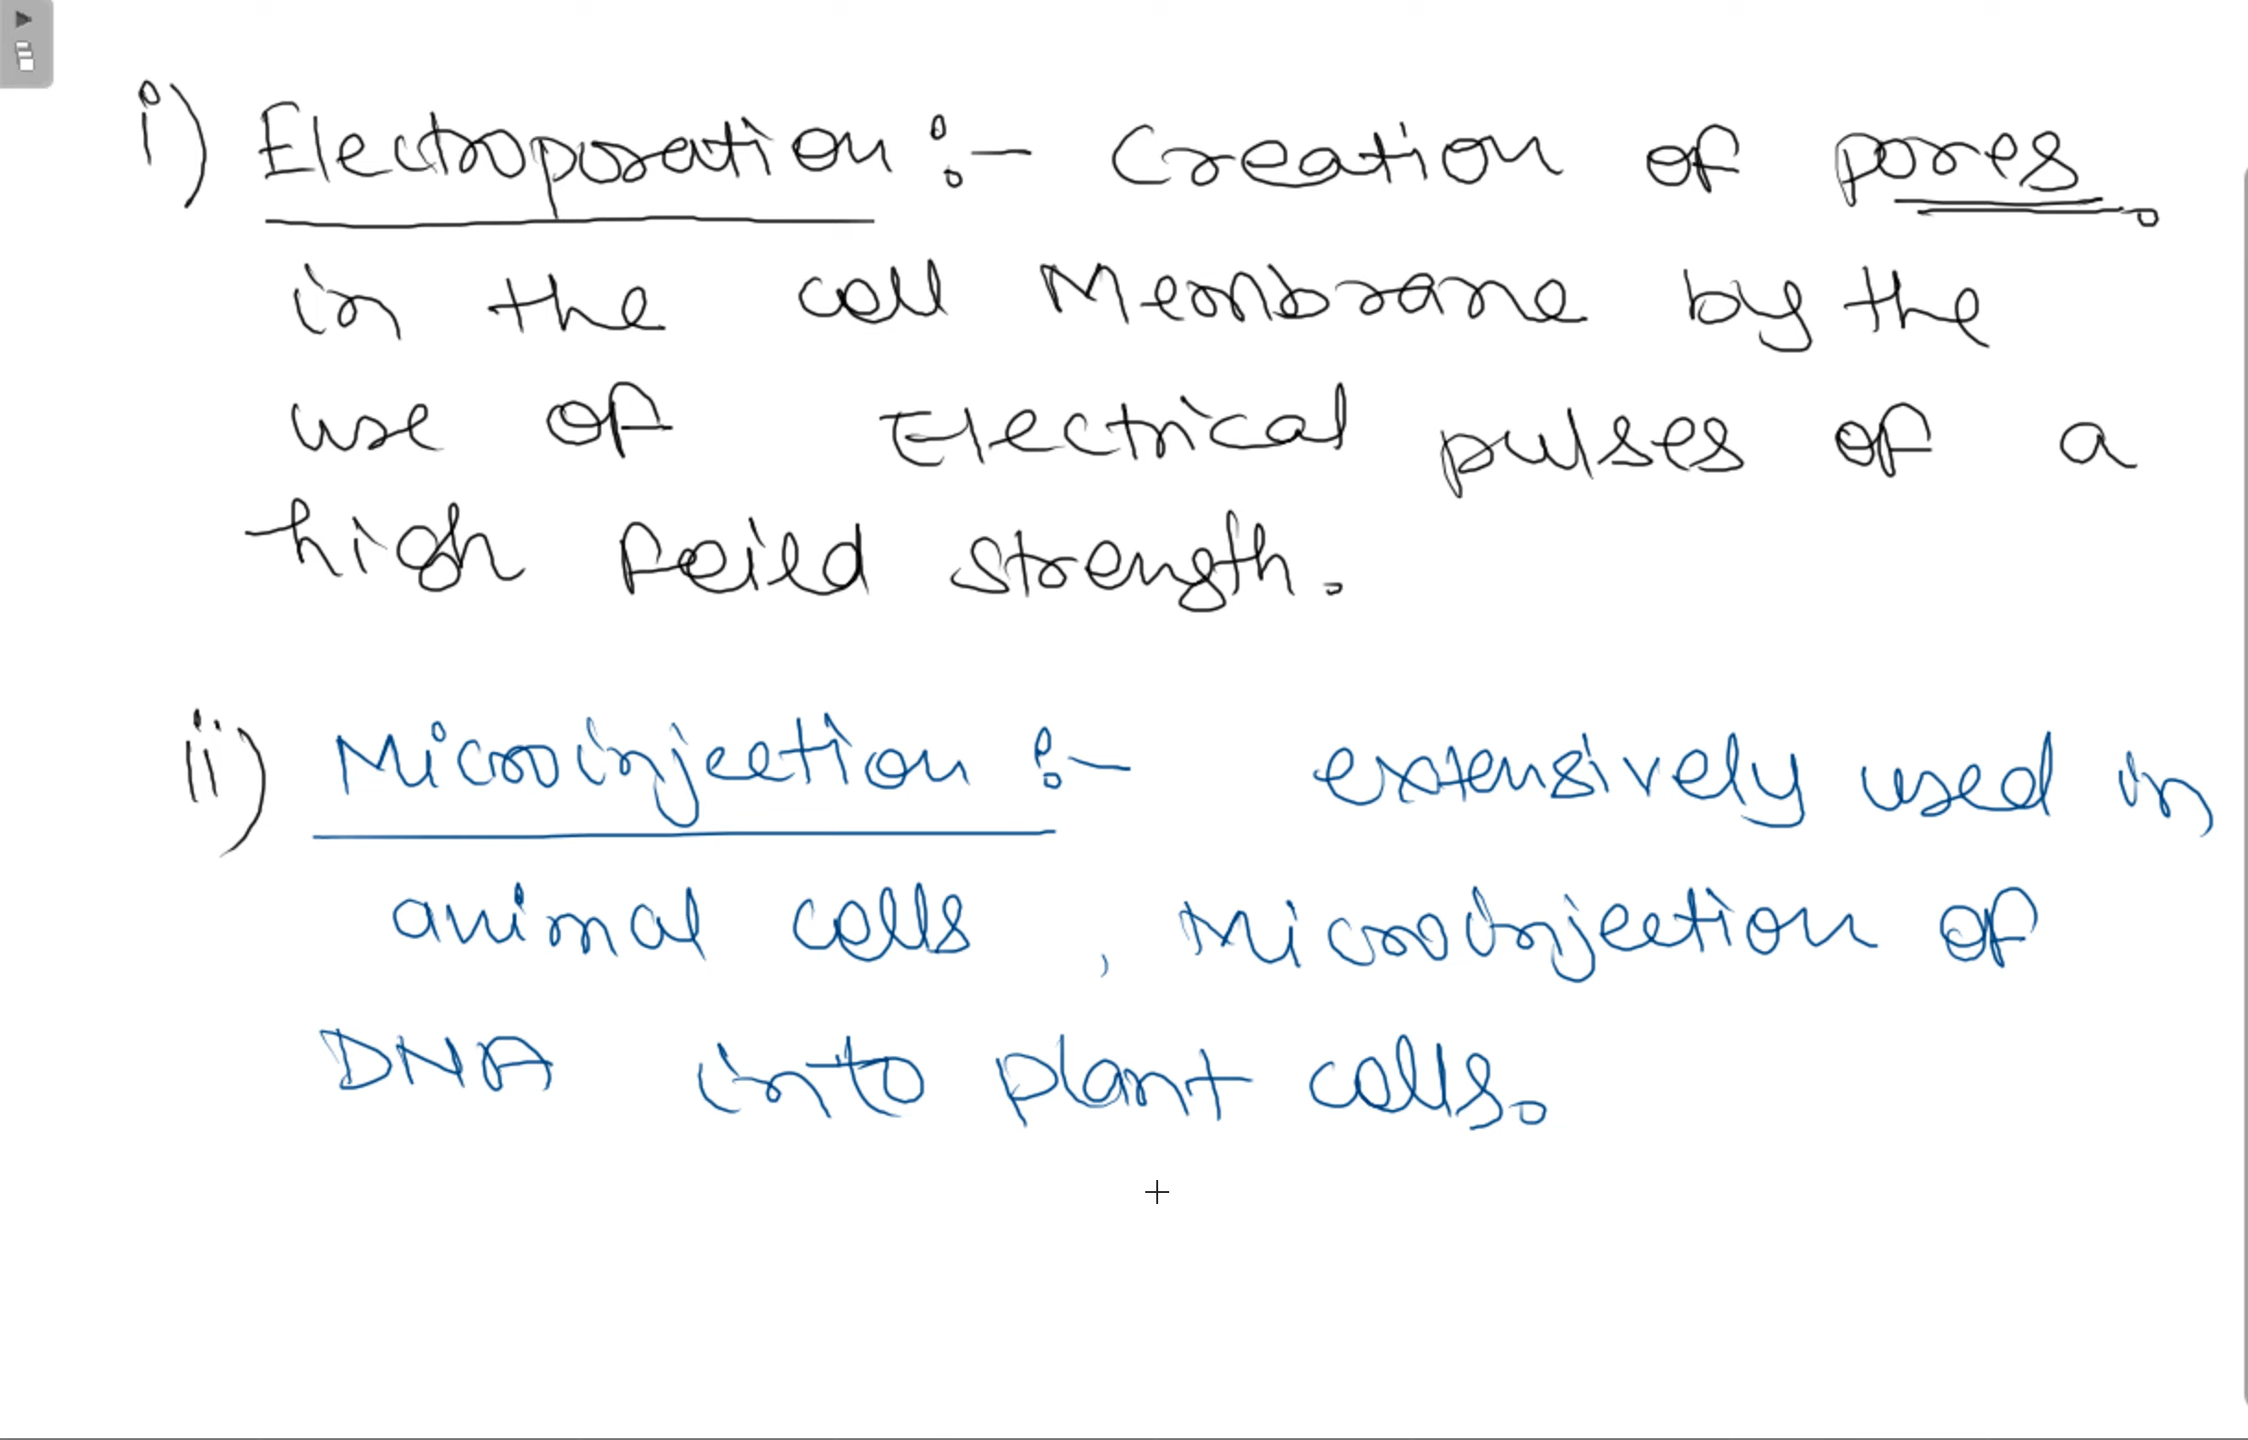 i) Electroporation :- Creation of pores.
in the cell Membrane by the
use of Electrical pulses of a
high feild strength.
ii) Microinjection :- extensively used in
animal cells , Microinjection of
DNA into plant cells.